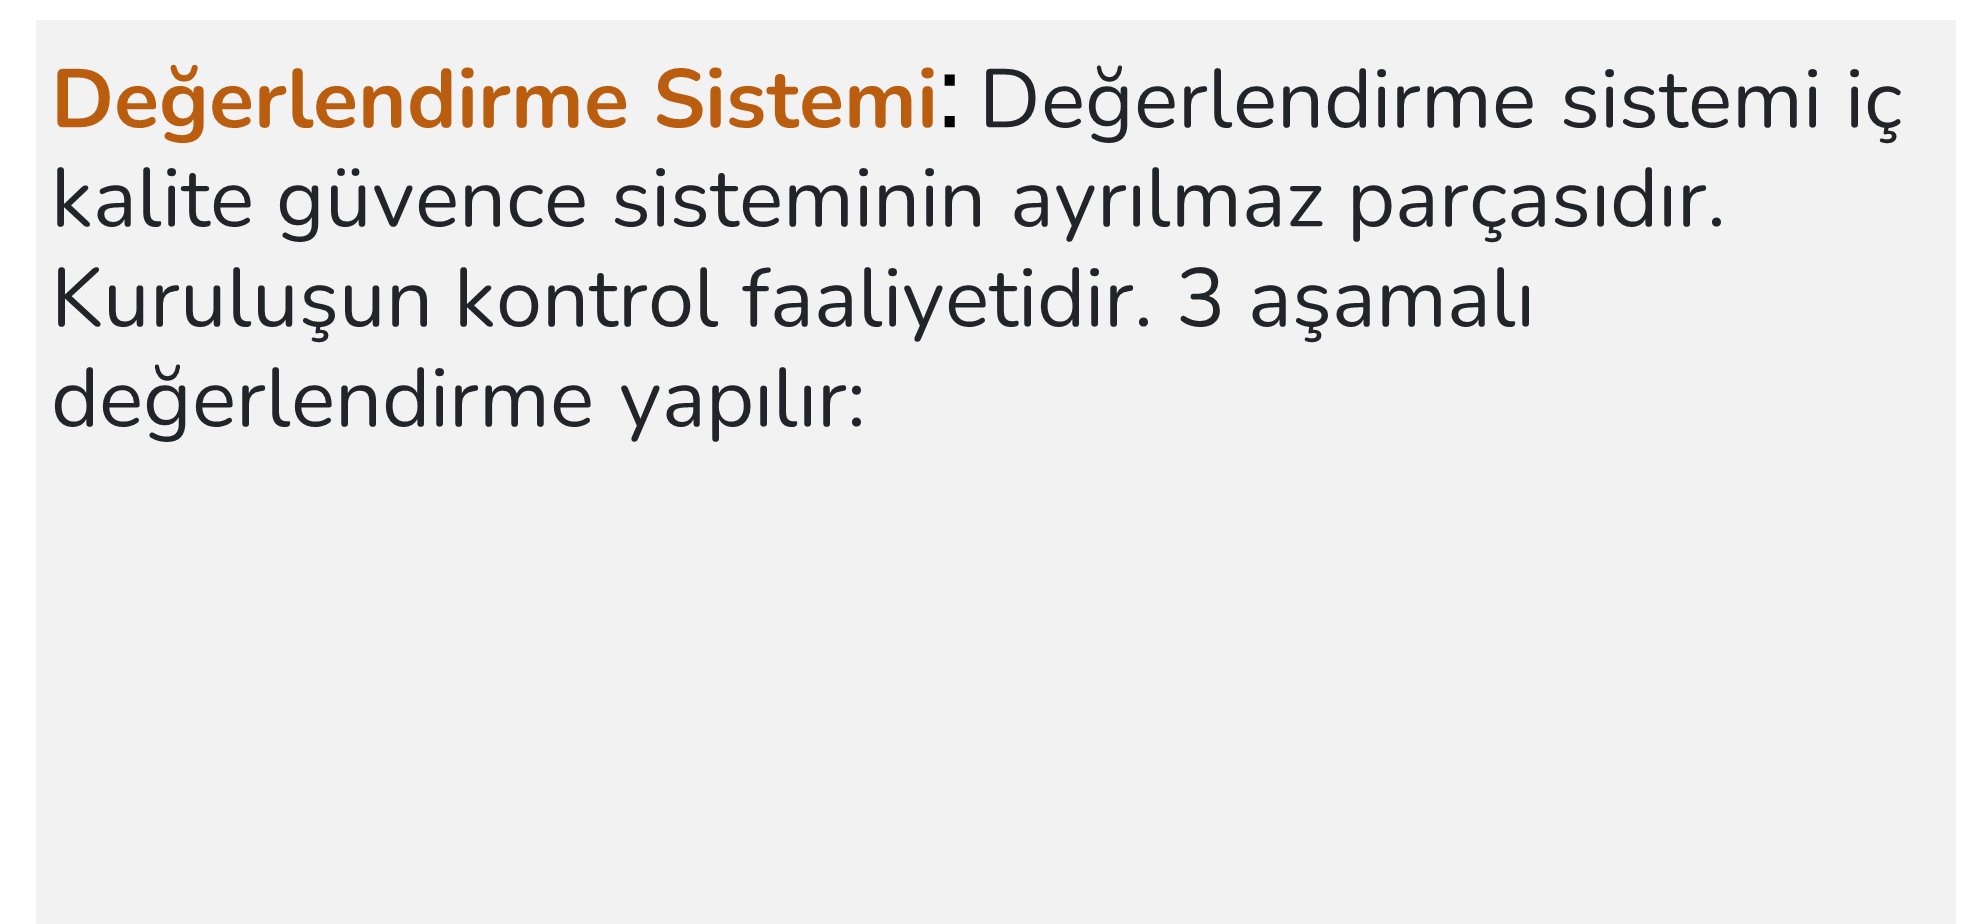 Değerlendirme Sistemi: Değerlendirme sistemi iç
kalite güvence sisteminin ayrılmaz parçasıdır.
Kuruluşun kontrol faaliyetidir. 3 aşamalı
değerlendirme yapılır: